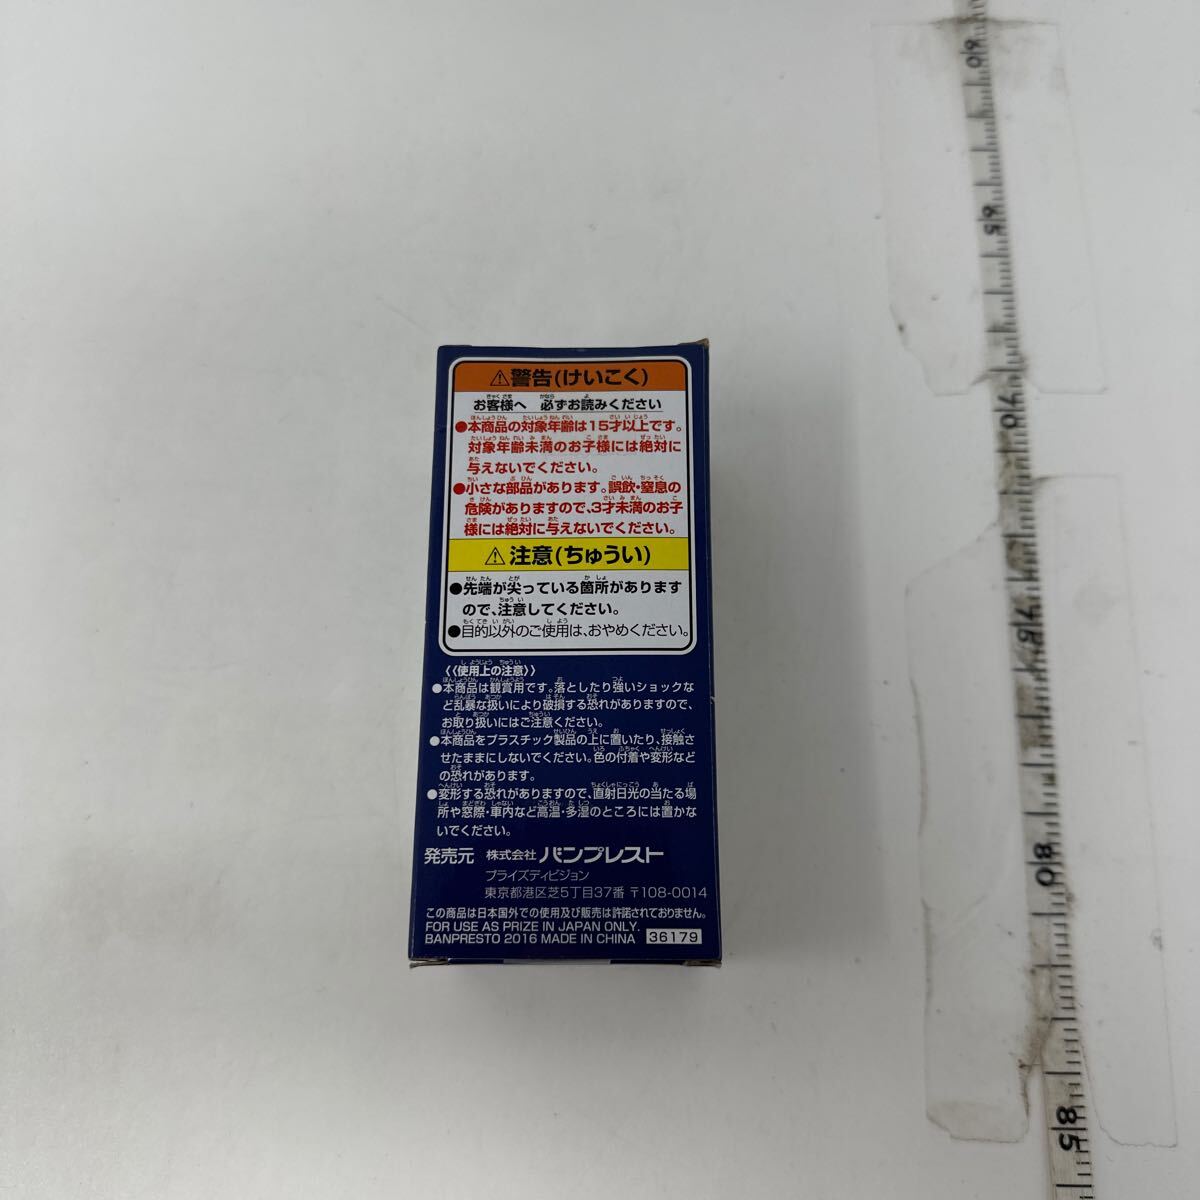 ⚠警告(けいこく)
お客様へ 必ずお読みください
●本商品の対象年齢は15才以上です。
対象年齢未満のお子様には絶対に
与えないでください。
●小さな部品があります。誤飲・窒息の
危険がありますので、3才未満のお子
様には絶対に与えないでください。
⚠注意(ちゅうい)
●先端が尖っている箇所があります
ので、注意してください。
●目的以外のご使用は、おやめください。
《使用上の注意》
●本商品は観賞用です。落としたり強いショックな
ど乱暴な扱いにより破損する恐れがありますので、
お取り扱いにはご注意ください。
●本商品をプラスチック製品の上に置いたり、接触さ
せたままにしないでください。色の付着や変形など
の恐れがあります。
●変形する恐れがありますので、直射日光の当たる場
所や窓際・車内など高温・多湿のところには置かな
いでください。
発売元 株式会社 バンプレスト
プライズディビジョン
東京都港区芝5丁目37番 〒108-0014
この商品は日本国外での使用及び販売は許諾されておりません。
FOR USE AS PRIZE IN JAPAN ONLY.
BANPRESTO 2016 MADE IN CHINA 36179
60
65
70
75
80
85